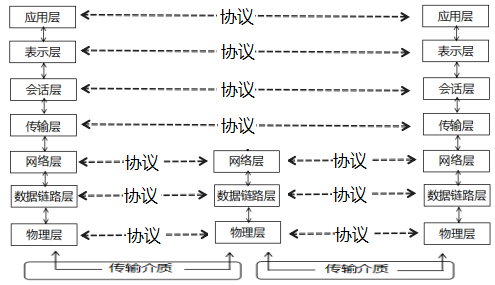 应用层 协议 应用层
表示层 协议 表示层
会话层 协议 会话层
传输层 协议 传输层
网络层 协议 网络层 协议 网络层
数据链路层 协议 数据链路层 协议 数据链路层
物理层 协议 物理层 协议 物理层
传输介质 传输介质